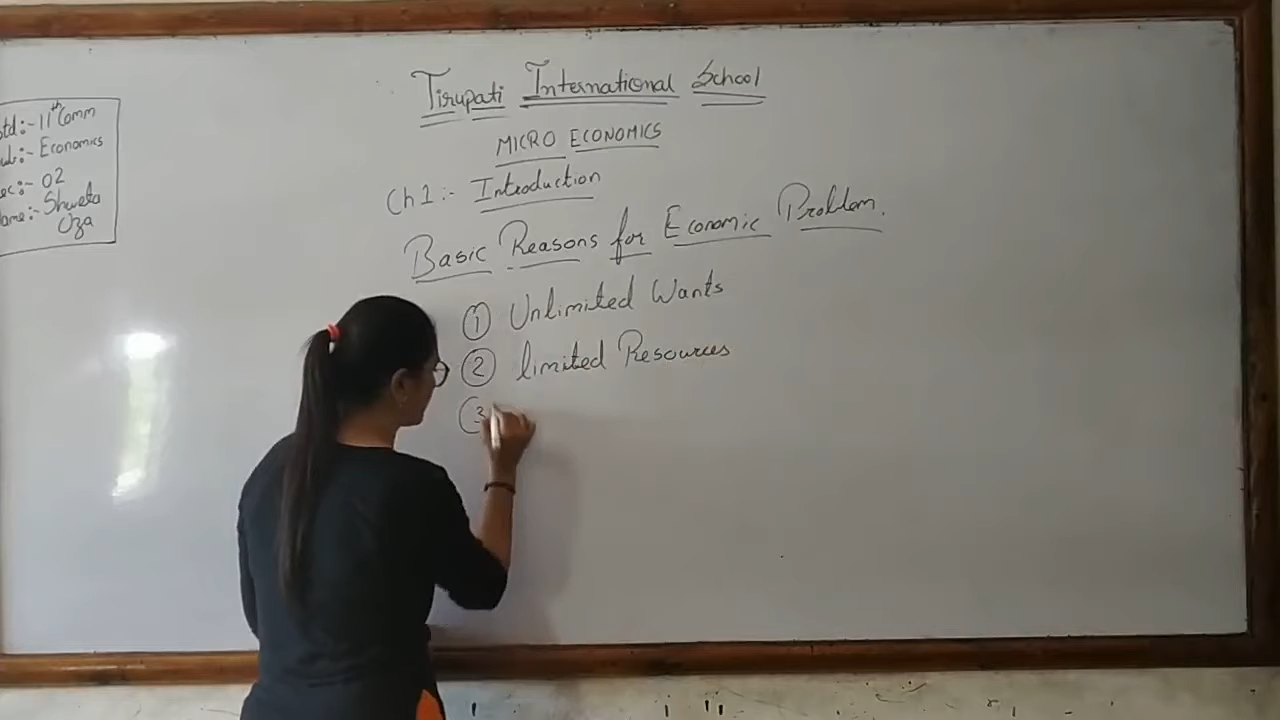 Tirupati International School
MICRO ECONOMICS
Ch 1 :- Introduction
Basic Reasons for Economic Problem.
① Unlimited Wants
② limited Resources
3
td :- 11th Comm
:- Economics
ec :- 02
ame :- Shweta
Oza